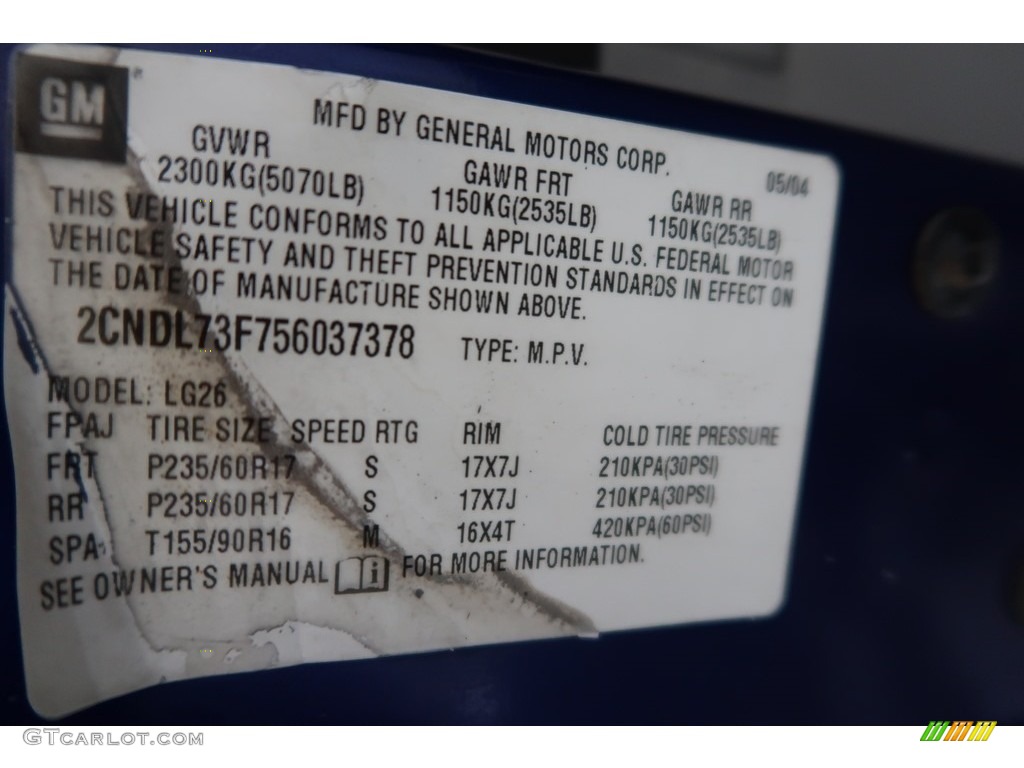 GM
MFD BY GENERAL MOTORS CORP.
05/04
GVWR GAWR FRT GAWR RR
2300KG(5070LB) 1150KG(2535LB) 1150KG(2535LB)
THIS VEHICLE CONFORMS TO ALL APPLICABLE U.S. FEDERAL MOTOR
VEHICLE SAFETY AND THEFT PREVENTION STANDARDS IN EFFECT ON
THE DATE OF MANUFACTURE SHOWN ABOVE.
2CNDL73F756037378 TYPE: M.P.V.
MODEL: LG26
FPAJ TIRE SIZE SPEED RTG RIM COLD TIRE PRESSURE
FRT P235/60R17 S 17X7J 210KPA(30PSI)
RR P235/60R17 S 17X7J 210KPA(30PSI)
SPA T155/90R16 M 16X4T 420KPA(60PSI)
SEE OWNER'S MANUAL FOR MORE INFORMATION.
GTCarlot.com